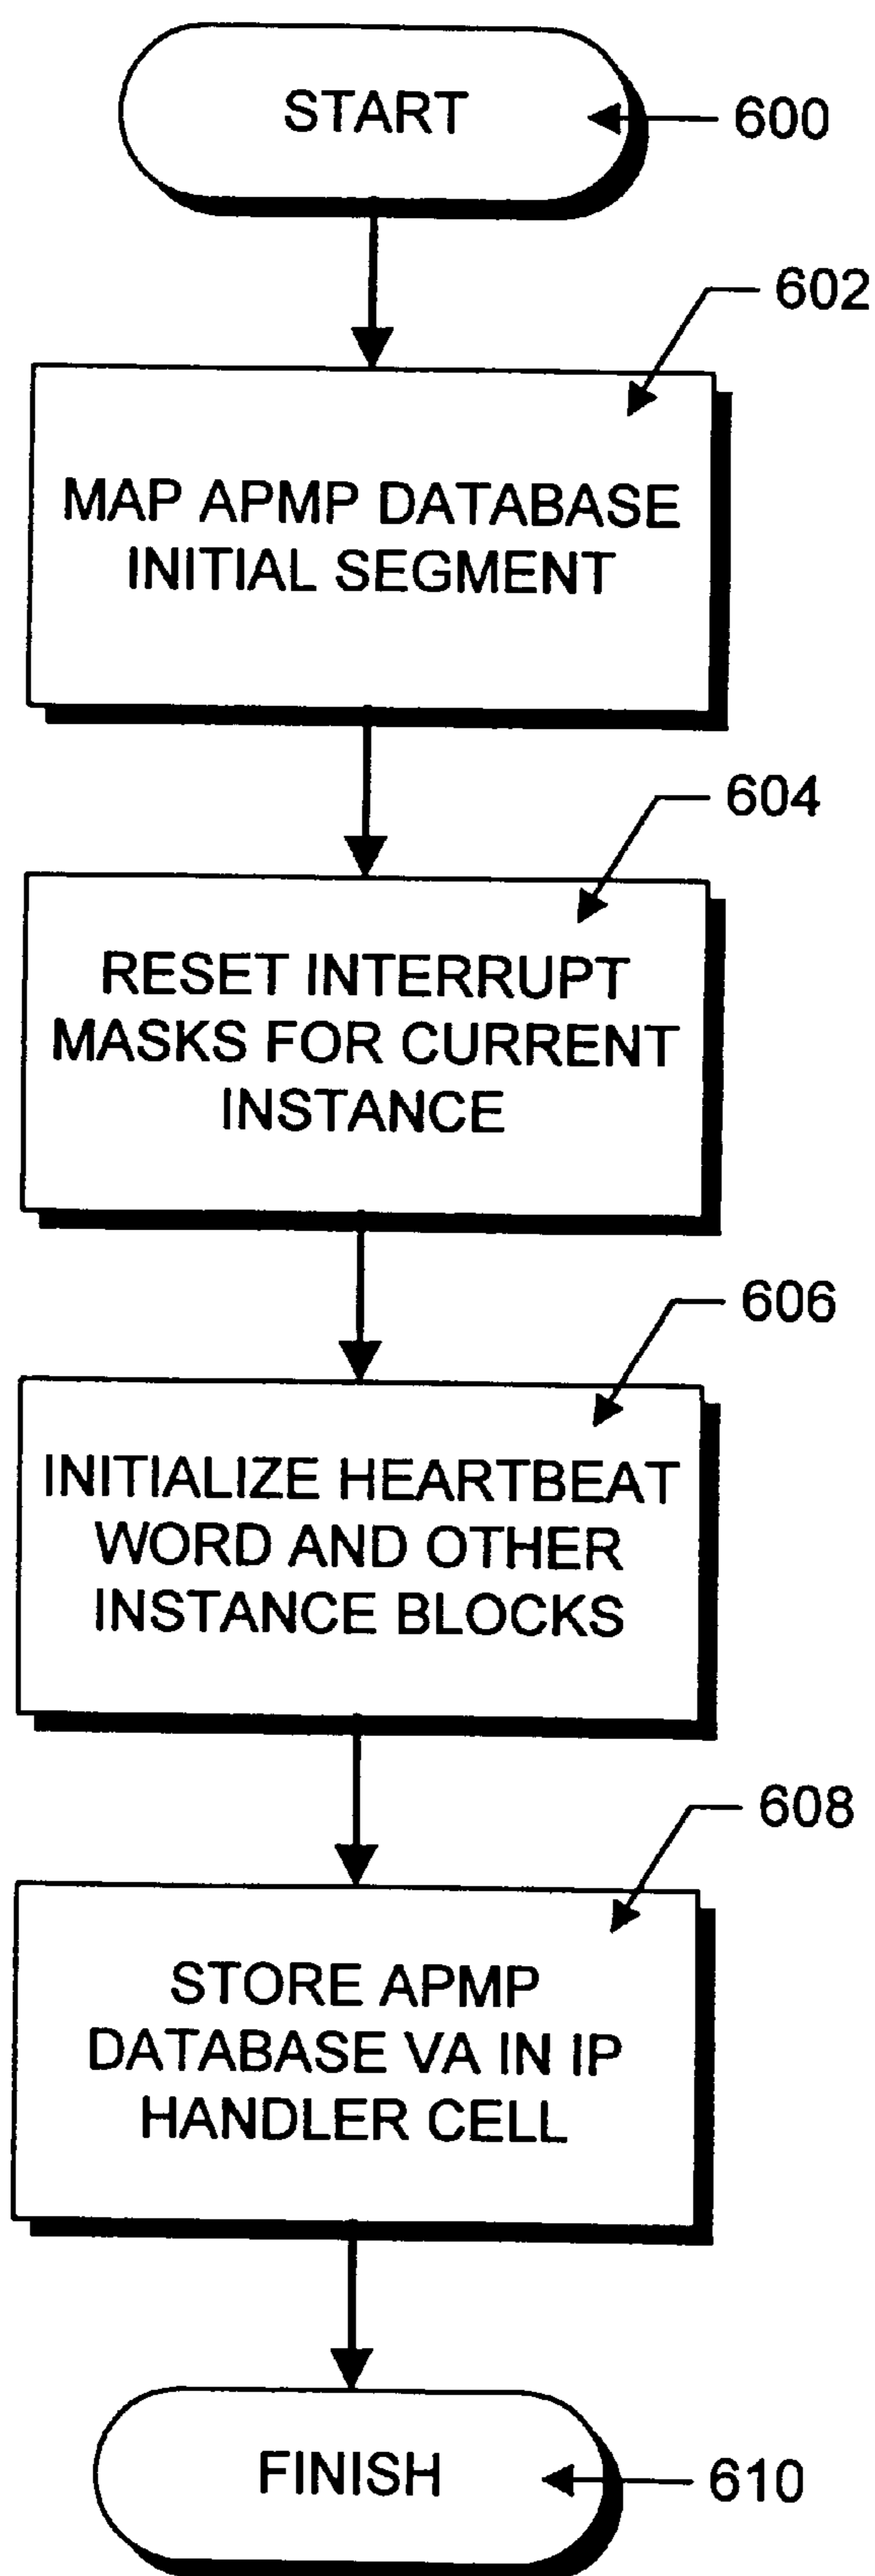 START
600
602
MAP APMP DATABASE
INITIAL SEGMENT
604
RESET INTERRUPT
MASKS FOR CURRENT
INSTANCE
606
INITIALIZE HEARTBEAT
WORD AND OTHER
INSTANCE BLOCKS
608
STORE APMP
DATABASE VA IN IP
HANDLER CELL
FINISH
610